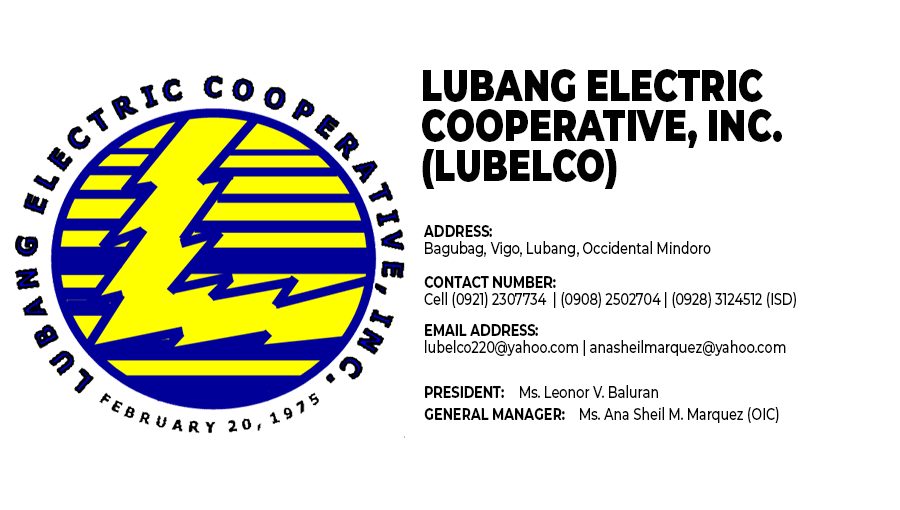 LUBANG ELECTRIC COOPERATIVE, INC.
FEBRUARY 20, 1975
LUBANG ELECTRIC
COOPERATIVE, INC.
(LUBELCO)
ADDRESS:
Bagubag, Vigo, Lubang, Occidental Mindoro
CONTACT NUMBER:
Cell (0921) 2307734 | (0908) 2502704 | (0928) 3124512 (ISD)
EMAIL ADDRESS:
lubelco220@yahoo.com | anasheilmarquez@yahoo.com
PRESIDENT: Ms. Leonor V. Baluran
GENERAL MANAGER: Ms. Ana Sheil M. Marquez (OIC)